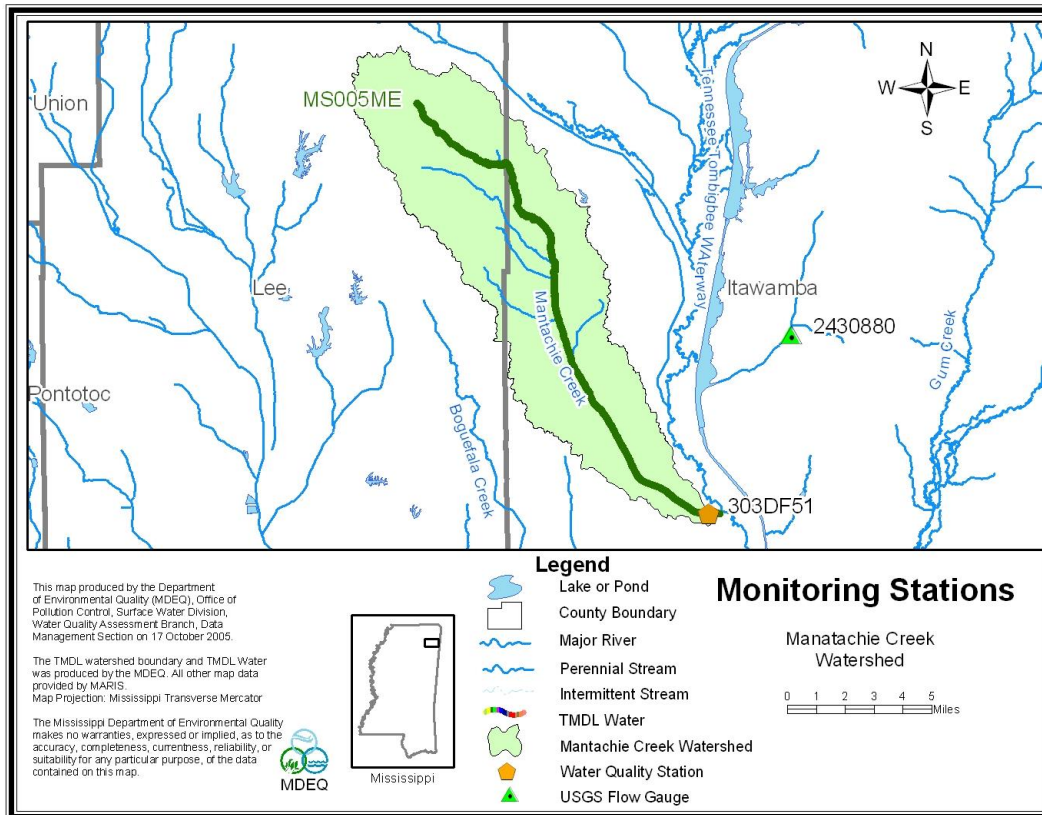 Union
MS005ME
Tennessee Tombigbee WAterway
N
W
E
S
Lee
Itawamba
2430880
Mantachie Creek
Gum Creek
Pontotoc
Boguefala Creek
303DF51
Legend
Lake or Pond
County Boundary
Major River
Perennial Stream
Intermittent Stream
TMDL Water
Mantachie Creek Watershed
Water Quality Station
USGS Flow Gauge
Monitoring Stations
Manatachie Creek
Watershed
0 1 2 3 4 5
Miles
This map produced by the Department
of Environmental Quality (MDEQ), Office of
Pollution Control, Surface Water Division,
Water Quality Assessment Branch, Data
Management Section on 17 October 2005.
The TMDL watershed boundary and TMDL Water
was produced by the MDEQ. All other map data
provided by MARIS.
Map Projection: Mississippi Transverse Mercator
The Mississippi Department of Environmental Quality
makes no warranties, expressed or implied, as to the
accuracy, completeness, currentness, reliability, or
suitability for any particular purpose, of the data
contained on this map.
MDEQ
Mississippi